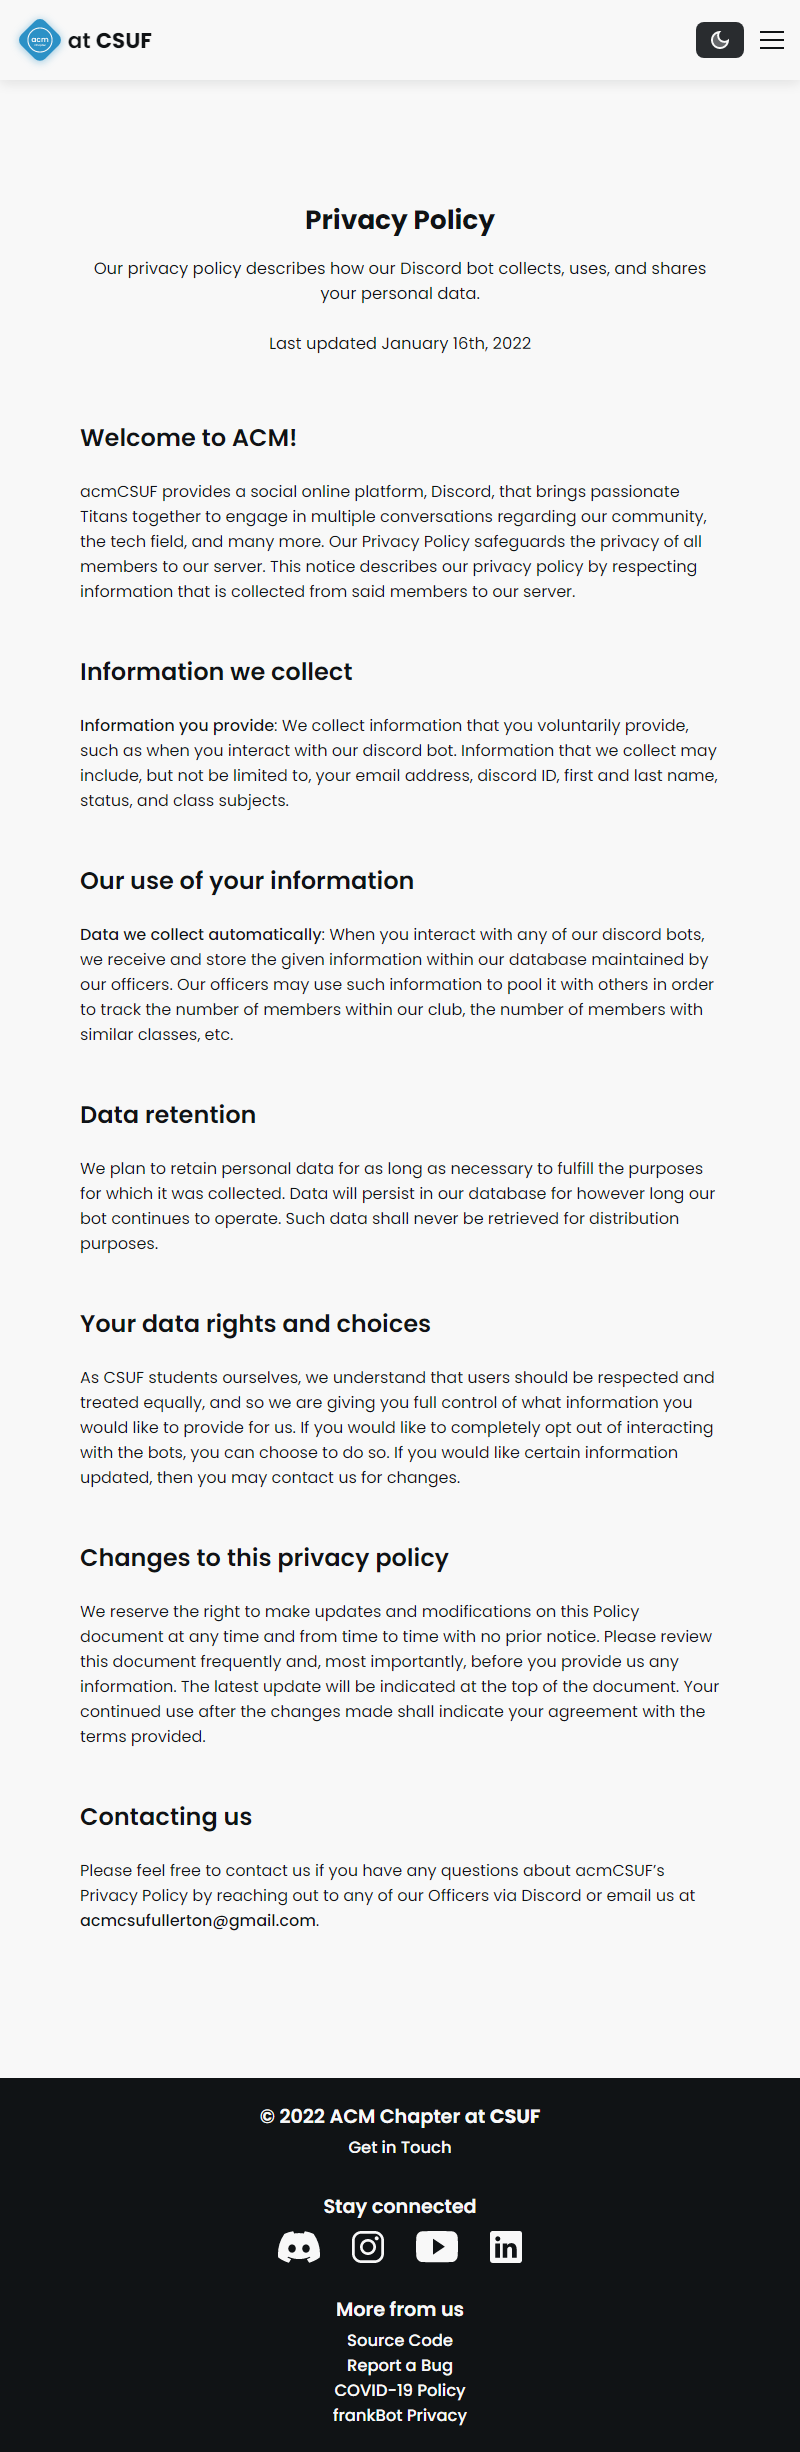 acm
at CSUF
Privacy Policy
Our privacy policy describes how our Discord bot collects, uses, and shares
your personal data.
Last updated January 16th, 2022
Welcome to ACM!
acmCSUF provides a social online platform, Discord, that brings passionate
Titans together to engage in multiple conversations regarding our community,
the tech field, and many more. Our Privacy Policy safeguards the privacy of all
members to our server. This notice describes our privacy policy by respecting
information that is collected from said members to our server.
Information we collect
Information you provide: We collect information that you voluntarily provide,
such as when you interact with our discord bot. Information that we collect may
include, but not be limited to, your email address, discord ID, first and last name,
status, and class subjects.
Our use of your information
Data we collect automatically: When you interact with any of our discord bots,
we receive and store the given information within our database maintained by
our officers. Our officers may use such information to pool it with others in order
to track the number of members within our club, the number of members with
similar classes, etc.
Data retention
We plan to retain personal data for as long as necessary to fulfill the purposes
for which it was collected. Data will persist in our database for however long our
bot continues to operate. Such data shall never be retrieved for distribution
purposes.
Your data rights and choices
As CSUF students ourselves, we understand that users should be respected and
treated equally, and so we are giving you full control of what information you
would like to provide for us. If you would like to completely opt out of interacting
with the bots, you can choose to do so. If you would like certain information
updated, then you may contact us for changes.
Changes to this privacy policy
We reserve the right to make updates and modifications on this Policy
document at any time and from time to time with no prior notice. Please review
this document frequently and, most importantly, before you provide us any
information. The latest update will be indicated at the top of the document. Your
continued use after the changes made shall indicate your agreement with the
terms provided.
Contacting us
Please feel free to contact us if you have any questions about acmCSUF’s
Privacy Policy by reaching out to any of our Officers via Discord or email us at
acmcsufullerton@gmail.com.
© 2022 ACM Chapter at CSUF
Get in Touch
Stay connected
in
More from us
Source Code
Report a Bug
COVID-19 Policy
frankBot Privacy